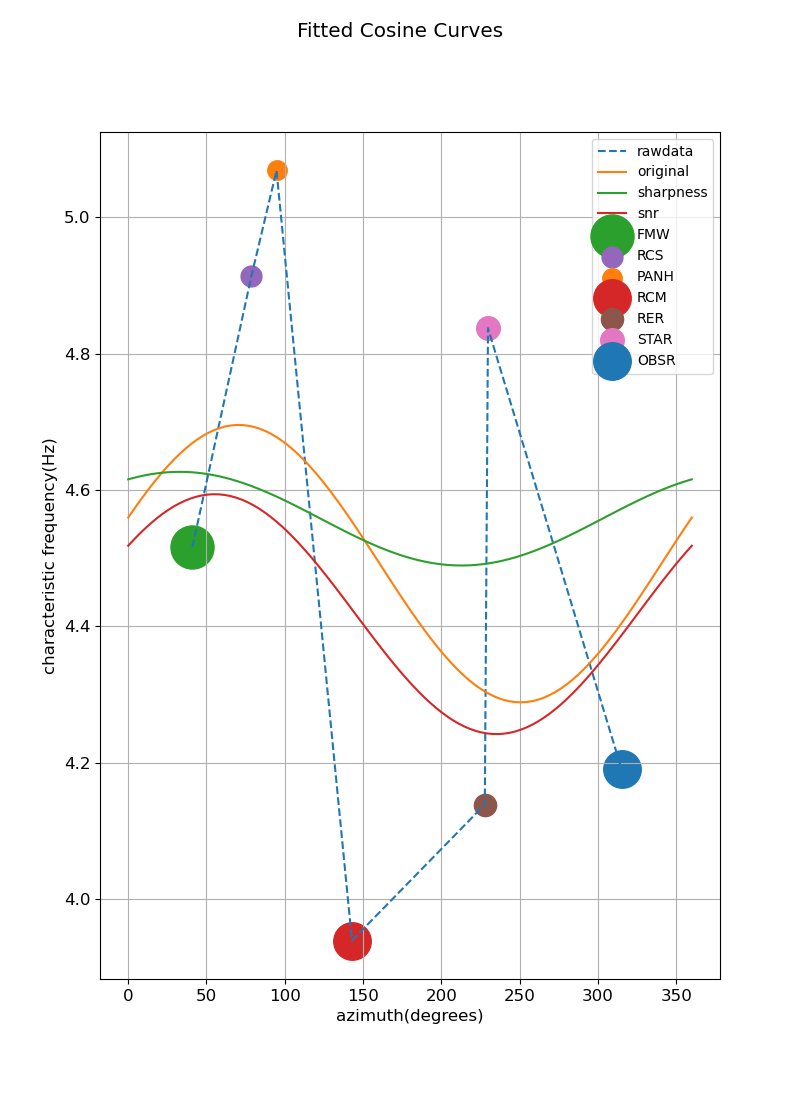 Fitted Cosine Curves
rawdata
original
sharpness
snr
FMW
RCS
PANH
RCM
RER
STAR
OBSR
characteristic frequency(Hz)
5.0
4.8
4.6
4.4
4.2
4.0
0 50 100 150 200 250 300 350
azimuth(degrees)